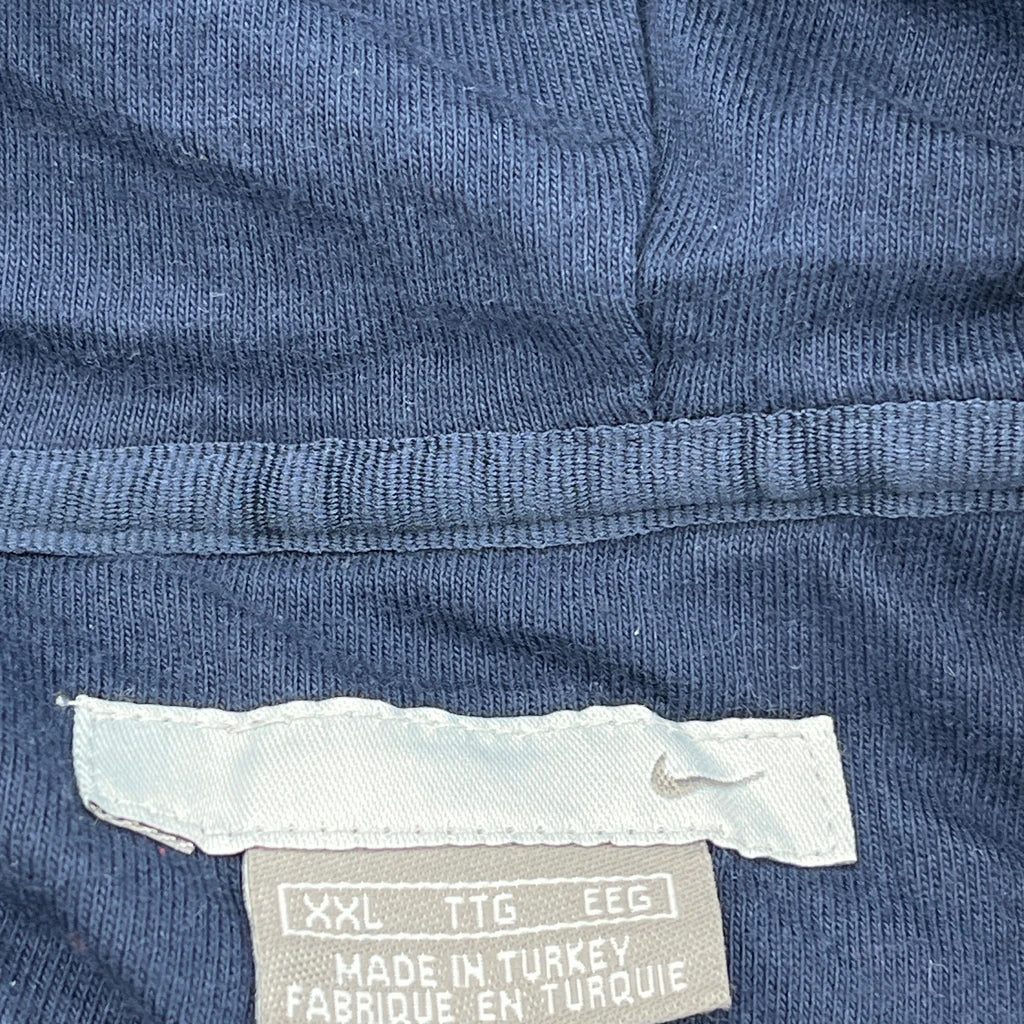 XXL TTG EEG
MADE IN TURKEY
FABRIQUE EN TURQUIE